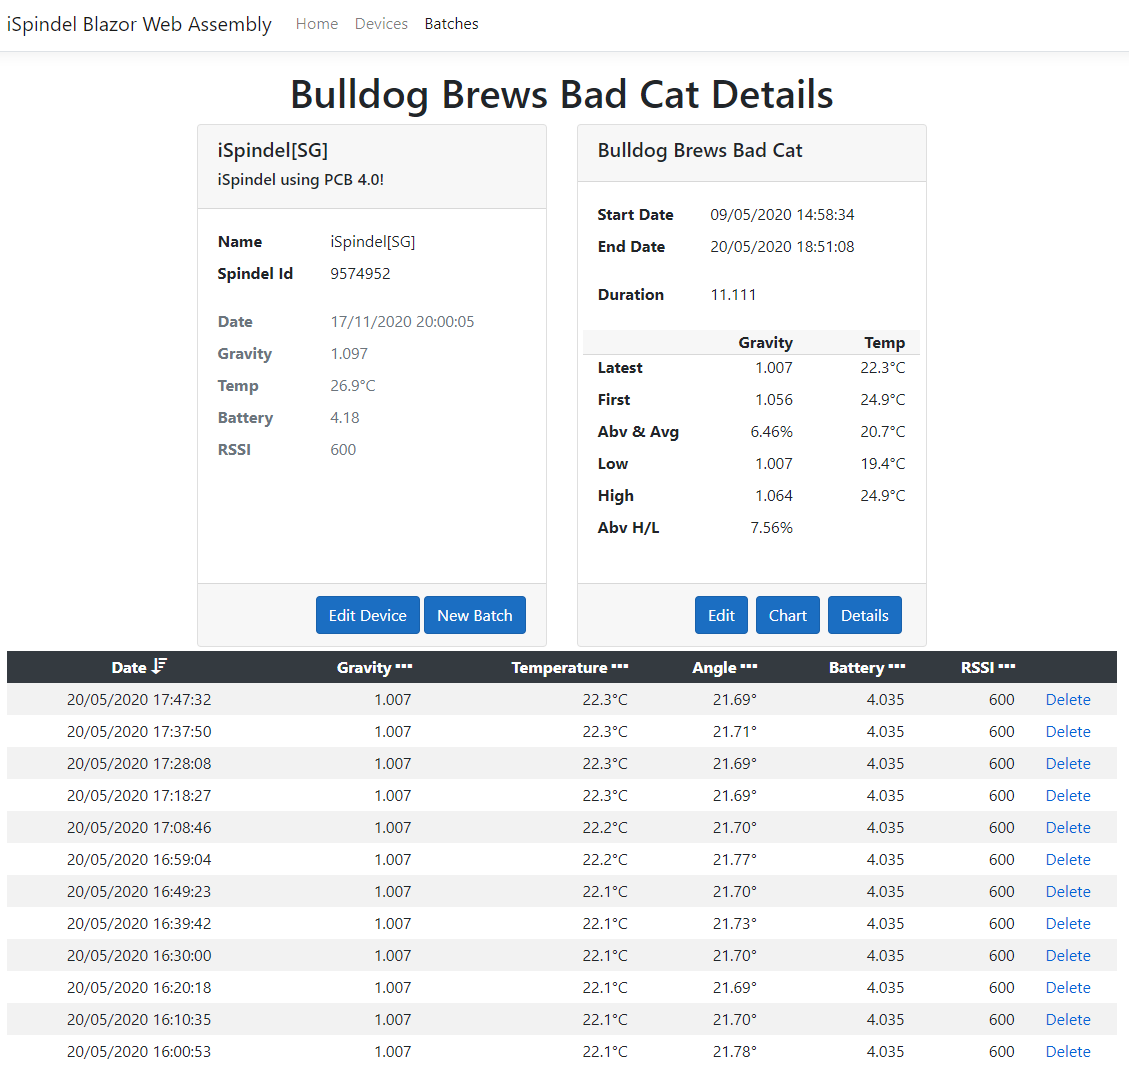 iSpindel Blazor Web Assembly Home Devices Batches
Bulldog Brews Bad Cat Details
iSpindel[SG]
iSpindel using PCB 4.0!
Name iSpindel[SG]
Spindel Id 9574952
Date 17/11/2020 20:00:05
Gravity 1.097
Temp 26.9°C
Battery 4.18
RSSI 600
Edit Device New Batch
Bulldog Brews Bad Cat
Start Date 09/05/2020 14:58:34
End Date 20/05/2020 18:51:08
Duration 11.111
Gravity Temp
Latest 1.007 22.3°C
First 1.056 24.9°C
Abv & Avg 6.46% 20.7°C
Low 1.007 19.4°C
High 1.064 24.9°C
Abv H/L 7.56%
Edit Chart Details
Date Gravity Temperature Angle Battery RSSI
20/05/2020 17:47:32 1.007 22.3°C 21.69° 4.035 600 Delete
20/05/2020 17:37:50 1.007 22.3°C 21.71° 4.035 600 Delete
20/05/2020 17:28:08 1.007 22.3°C 21.69° 4.035 600 Delete
20/05/2020 17:18:27 1.007 22.3°C 21.69° 4.035 600 Delete
20/05/2020 17:08:46 1.007 22.2°C 21.70° 4.035 600 Delete
20/05/2020 16:59:04 1.007 22.2°C 21.77° 4.035 600 Delete
20/05/2020 16:49:23 1.007 22.1°C 21.70° 4.035 600 Delete
20/05/2020 16:39:42 1.007 22.1°C 21.73° 4.035 600 Delete
20/05/2020 16:30:00 1.007 22.1°C 21.70° 4.035 600 Delete
20/05/2020 16:20:18 1.007 22.1°C 21.69° 4.035 600 Delete
20/05/2020 16:10:35 1.007 22.1°C 21.70° 4.035 600 Delete
20/05/2020 16:00:53 1.007 22.1°C 21.78° 4.035 600 Delete